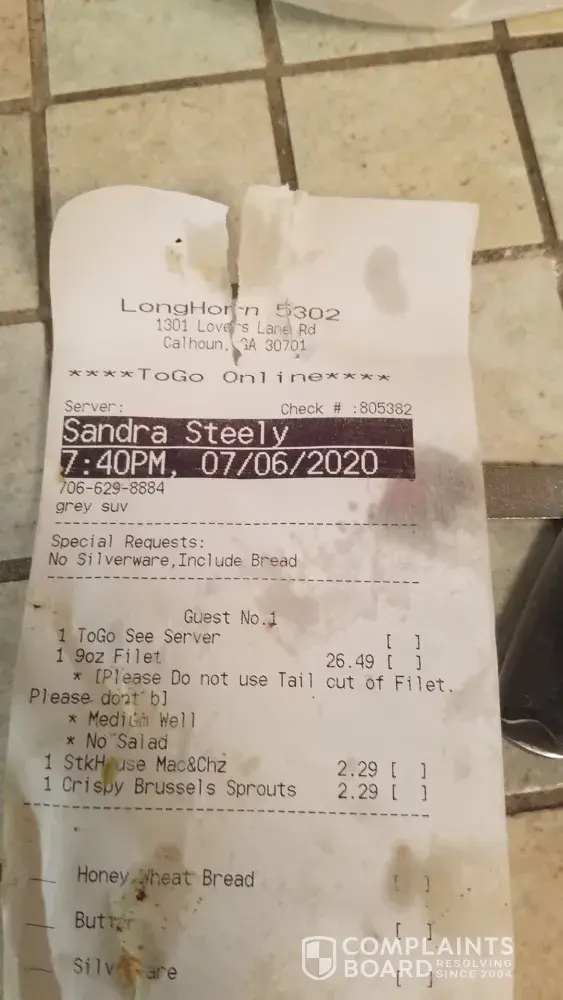 LongHorn 5302
1301 Lovers Lane Rd
Calhoun, GA 30701
****ToGo Online****
Server: Check # :805382
Sandra Steely
7:40PM, 07/06/2020
706-629-8884
grey suv
Special Requests:
No Silverware,Include Bread
Guest No.1
1 ToGo See Server [ ]
1 9oz Filet 26.49 [ ]
* [Please Do not use Tail cut of Filet.
Please dont b]
* Medium Well
* No Salad
1 StkHouse Mac&Chz 2.29 [ ]
1 Crispy Brussels Sprouts 2.29 [ ]
Honey Wheat Bread [ ]
Butter [ ]
Silverware [ ]
COMPLAINTS
BOARD RESOLVING
SINCE 2004